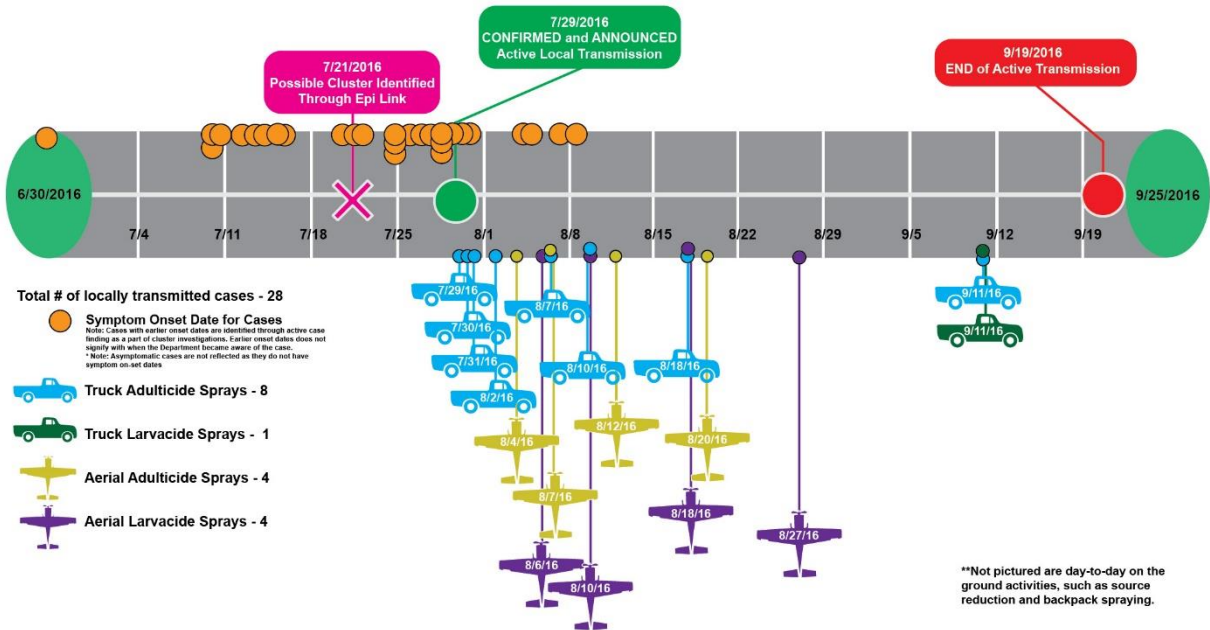 7/29/2016
CONFIRMED and ANNOUNCED
Active Local Transmission
7/21/2016
Possible Cluster Identified
Through Epi Link
9/19/2016
END of Active Transmission
6/30/2016
9/25/2016
7/4
7/11
7/18
7/25
8/1
8/8
8/15
8/22
8/29
9/5
9/12
9/19
Total # of locally transmitted cases - 28
Symptom Onset Date for Cases
Note: Cases with earlier onset dates are identified through active case
finding as a part of cluster investigations. Earlier onset dates does not
signify with when the Department became aware of the case.
* Note: Asymptomatic cases are not reflected as they do not have
symptom on-set dates
Truck Adulticide Sprays - 8
Truck Larvacide Sprays - 1
Aerial Adulticide Sprays - 4
Aerial Larvacide Sprays - 4
7/29/16
7/30/16
7/31/16
8/2/16
8/7/16
8/10/16
8/18/16
9/11/16
9/11/16
8/4/16
8/7/16
8/12/16
8/20/16
8/6/16
8/10/16
8/18/16
8/27/16
**Not pictured are day-to-day on the
ground activities, such as source
reduction and backpack spraying.